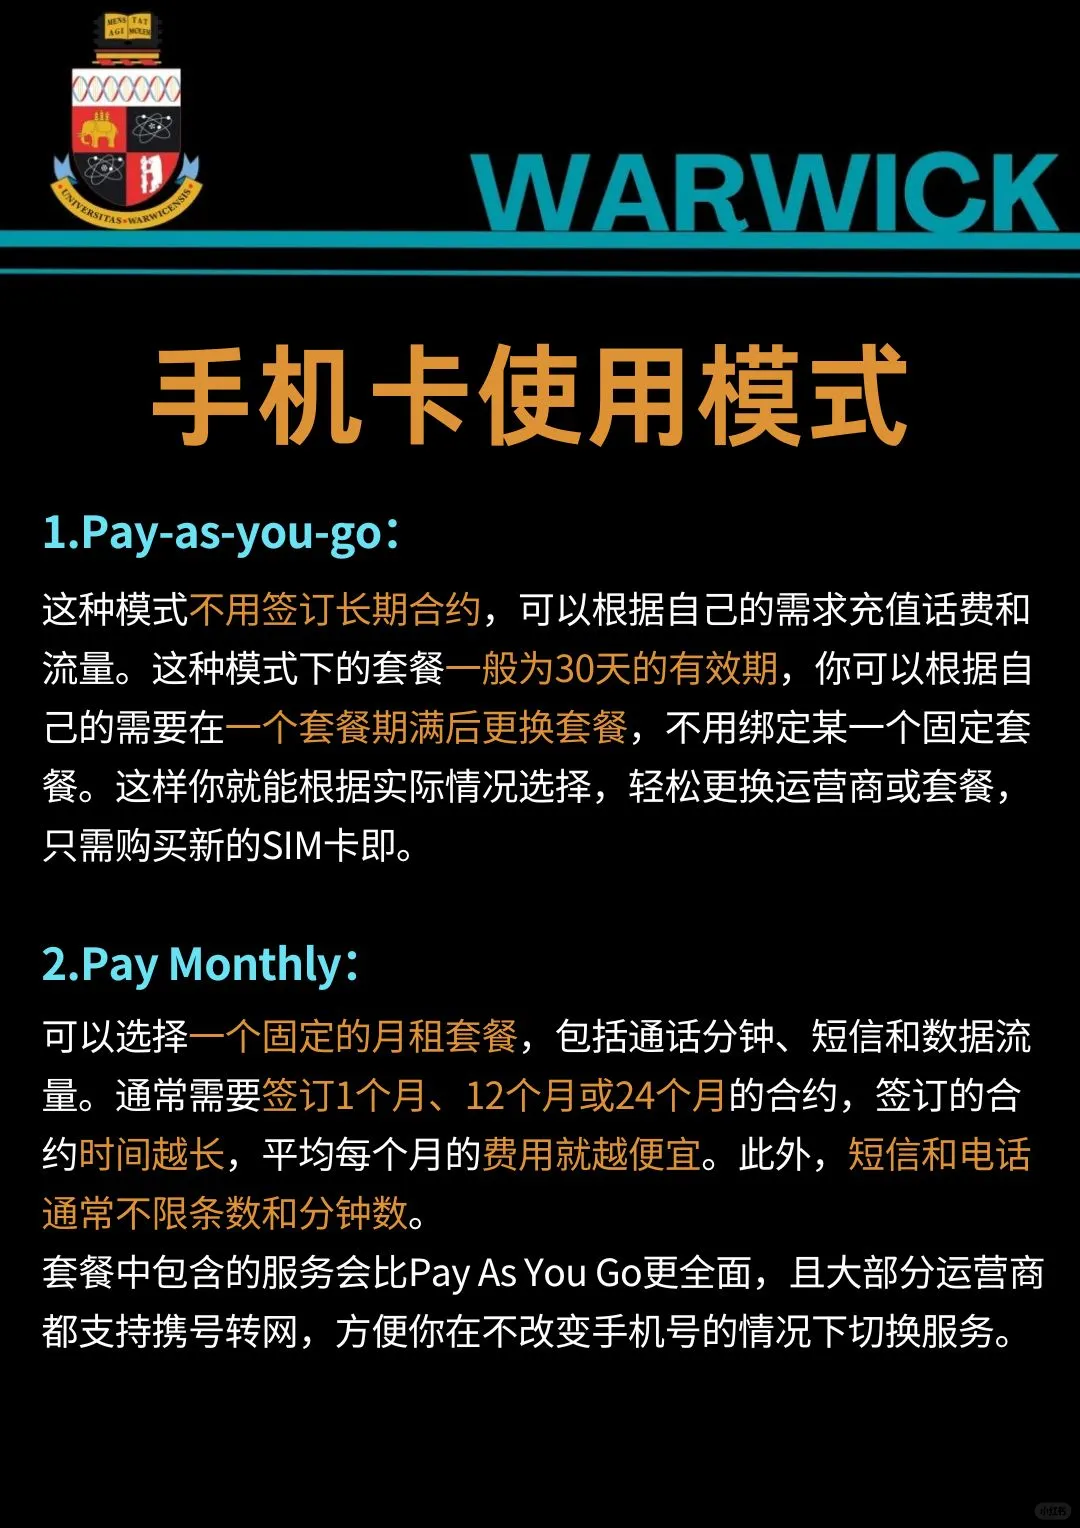 MENS TAT
AGI MOLEM
UNIVERSITAS WARWICENSIS
WARWICK
手机卡使用模式
1.Pay-as-you-go：
这种模式不用签订长期合约，可以根据自己的需求充值话费和
流量。这种模式下的套餐一般为30天的有效期，你可以根据自
己的需要在一个套餐期满后更换套餐，不用绑定某一个固定套
餐。这样你就能根据实际情况选择，轻松更换运营商或套餐，
只需购买新的SIM卡即。
2.Pay Monthly：
可以选择一个固定的月租套餐，包括通话分钟、短信和数据流
量。通常需要签订1个月、12个月或24个月的合约，签订的合
约时间越长，平均每个月的费用就越便宜。此外，短信和电话
通常不限条数和分钟数。
套餐中包含的服务会比Pay As You Go更全面，且大部分运营商
都支持携号转网，方便你在不改变手机号的情况下切换服务。
小红书